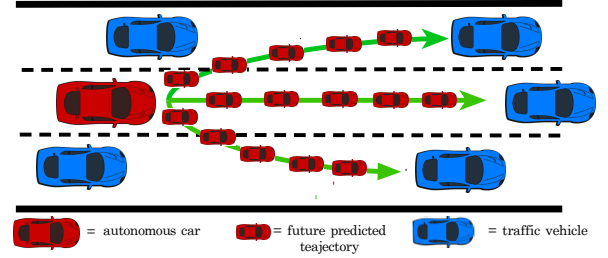 = autonomous car
= future predicted
teajectory
= traffic vehicle